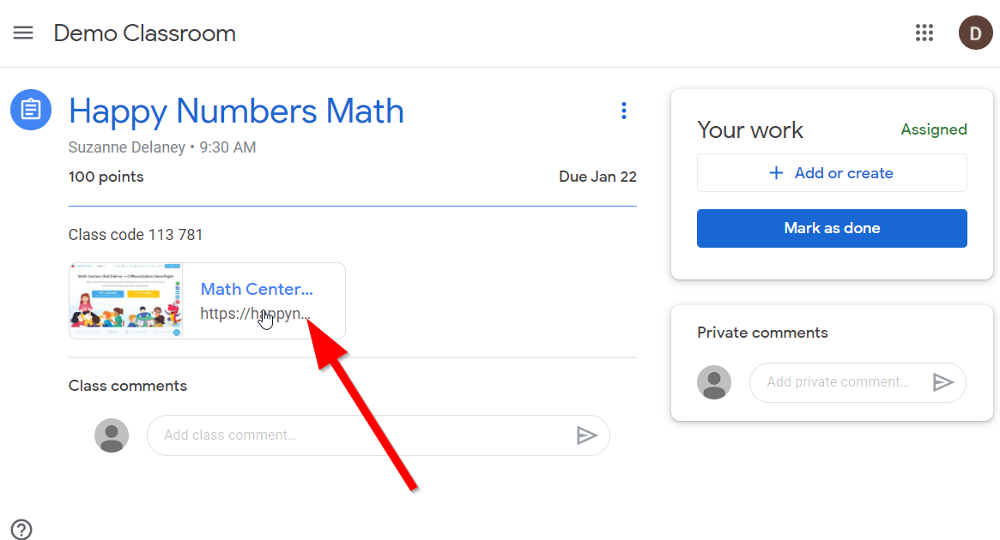 Demo Classroom
D
Happy Numbers Math
Suzanne Delaney • 9:30 AM
100 points
Due Jan 22
Class code 113 781
Math Center...
https://happyn...
Class comments
Add class comment...
Your work
Assigned
+ Add or create
Mark as done
Private comments
Add private comment...
?